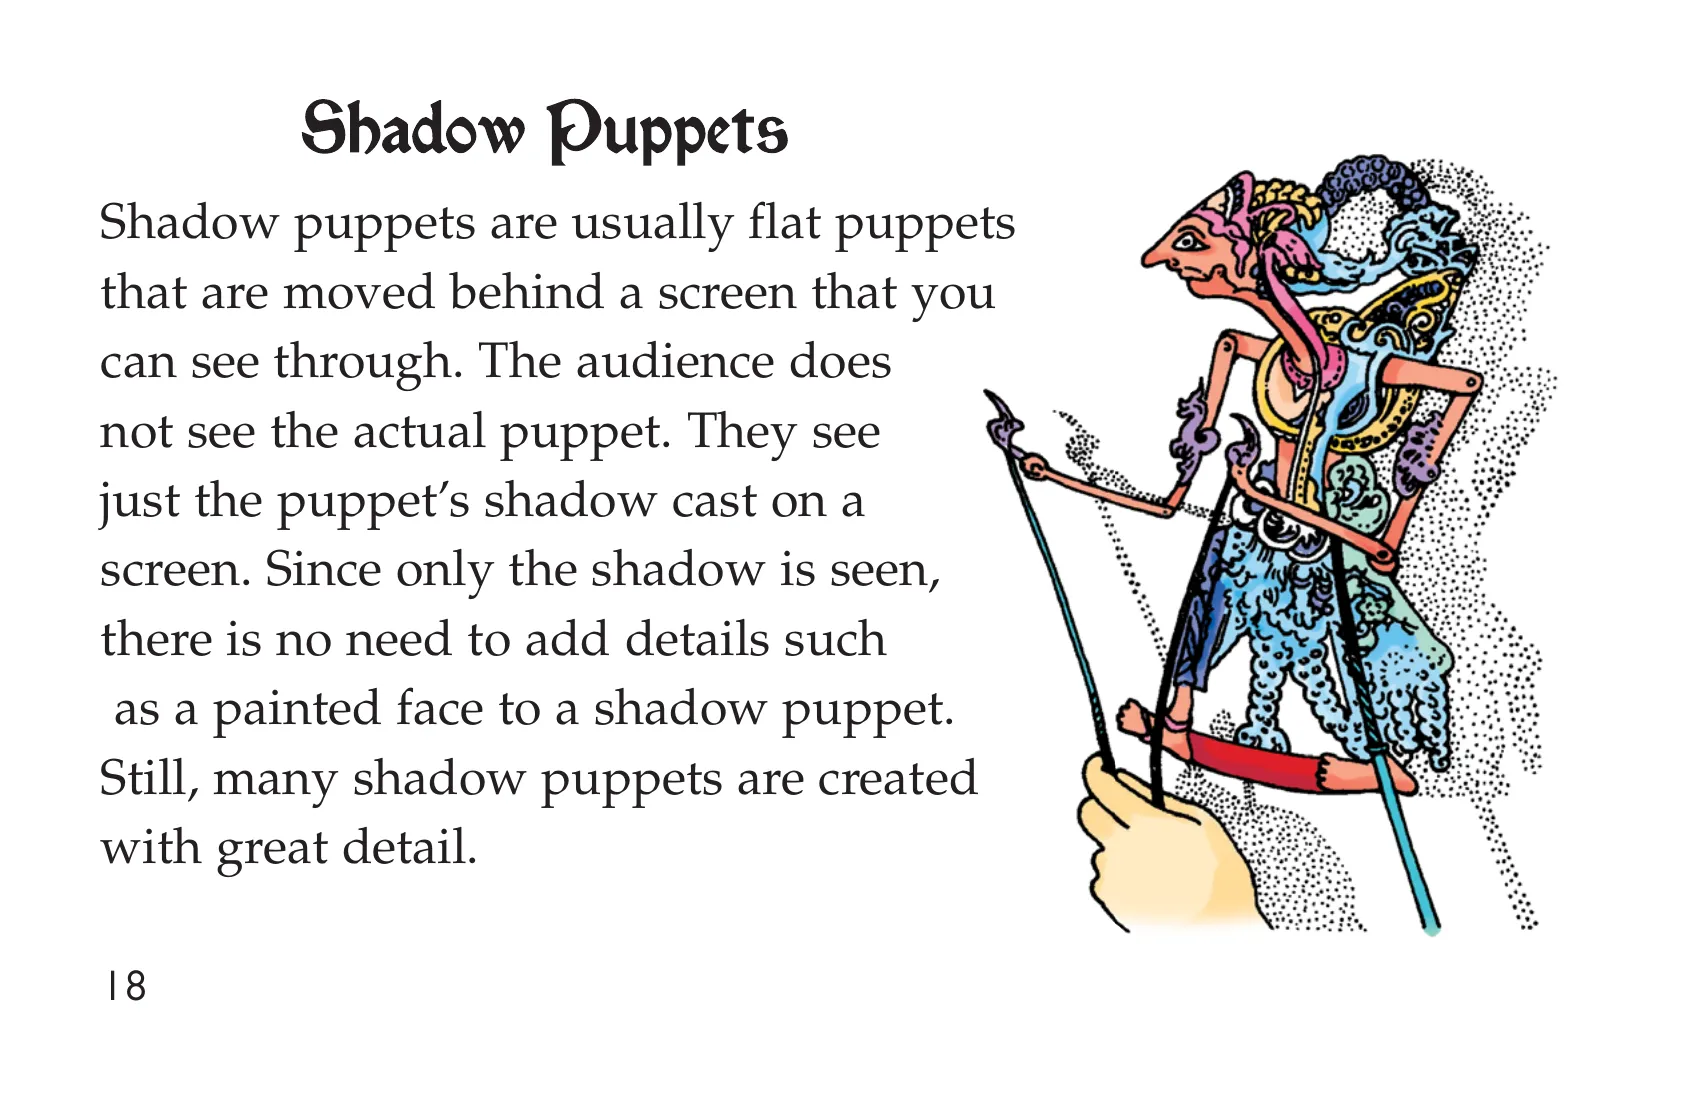 Shadow Puppets
Shadow puppets are usually flat puppets
that are moved behind a screen that you
can see through. The audience does
not see the actual puppet. They see
just the puppet’s shadow cast on a
screen. Since only the shadow is seen,
there is no need to add details such
as a painted face to a shadow puppet.
Still, many shadow puppets are created
with great detail.
18